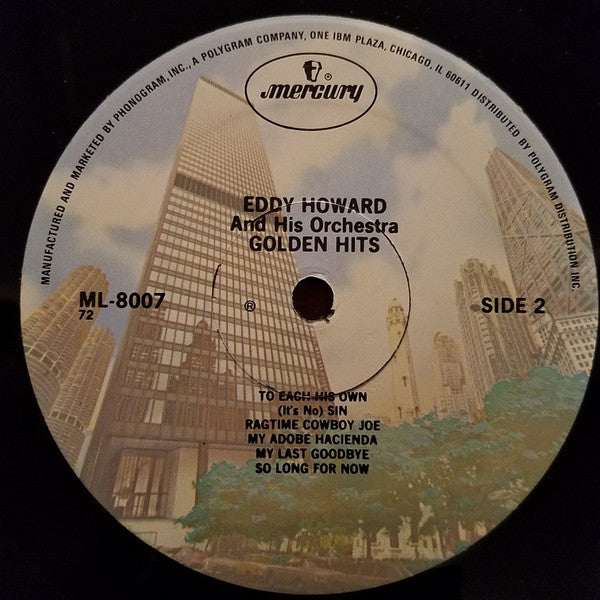 MANUFACTURED AND MARKETED BY PHONOGRAM, INC., A POLYGRAM COMPANY, ONE IBM PLAZA, CHICAGO, IL 60611 DISTRIBUTED BY POLYGRAM DISTRIBUTION INC.
®
mercury
EDDY HOWARD
And His Orchestra
GOLDEN HITS
ML-8007
72
℗
SIDE 2
TO EACH HIS OWN
(It's No) SIN
RAGTIME COWBOY JOE
MY ADOBE HACIENDA
MY LAST GOODBYE
SO LONG FOR NOW